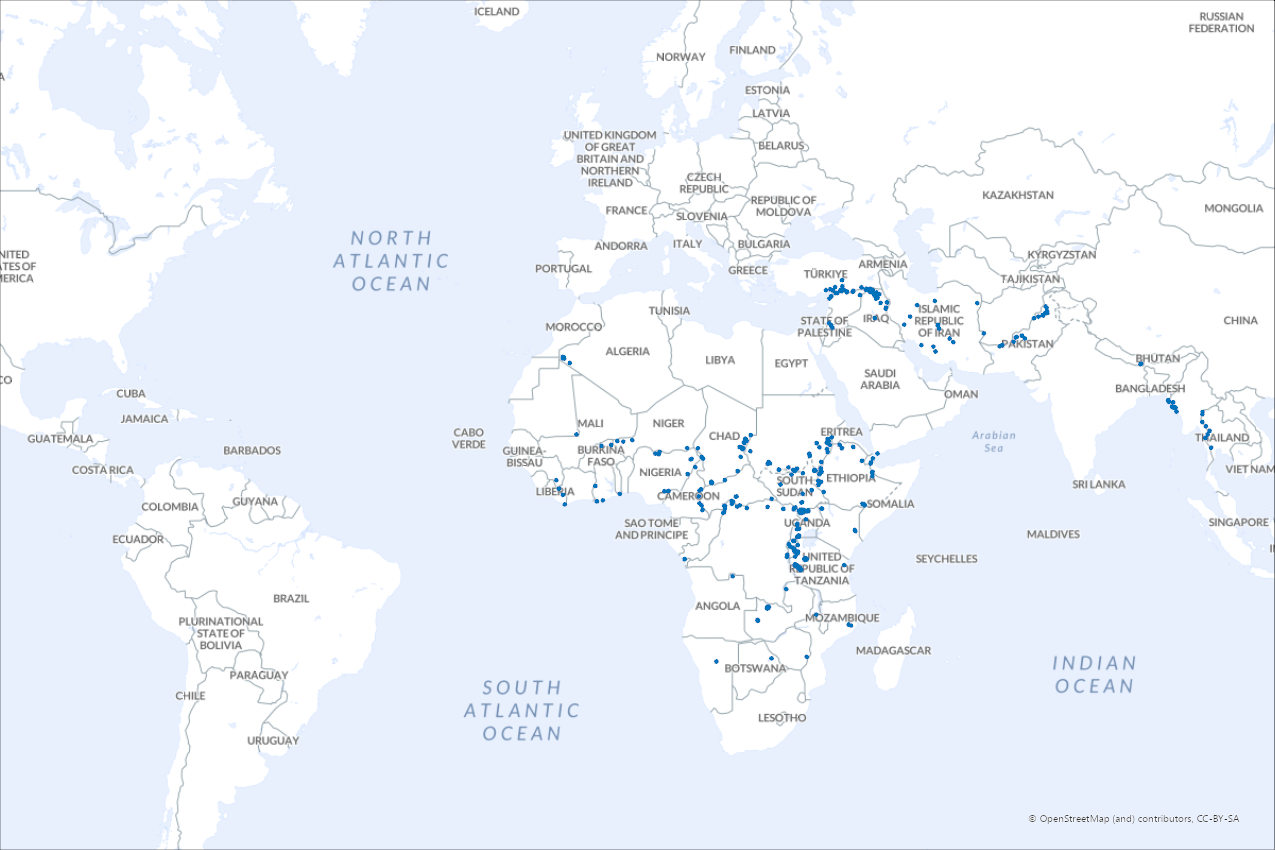 ICELAND
RUSSIAN
FEDERATION
NORWAY
FINLAND
ESTONIA
LATVIA
UNITED KINGDOM
OF GREAT
BRITAIN AND
NORTHERN
IRELAND
BELARUS
CZECH
REPUBLIC
KAZAKHSTAN
REPUBLIC OF
MOLDOVA
FRANCE
SLOVENIA
MONGOLIA
NORTH
ATLANTIC
OCEAN
ANDORRA
ITALY
BULGARIA
NITED
ATES OF
MERICA
KYRGYZSTAN
PORTUGAL
GREECE
TÜRKIYE
ARMENIA
TAJIKISTAN
TUNISIA
MOROCCO
STATE OF
PALESTINE
IRAQ
ISLAMIC
REPUBLIC
OF IRAN
CHINA
PAKISTAN
ALGERIA
LIBYA
EGYPT
BHUTAN
SAUDI
ARABIA
CO
CUBA
OMAN
BANGLADESH
JAMAICA
MALI
NIGER
CABO
VERDE
CHAD
ERITREA
Arabian
Sea
GUATEMALA
THAILAND
BARBADOS
GUINEA-
BISSAU
BURKINA
FASO
COSTA RICA
NIGERIA
SOUTH
SUDAN
ETHIOPIA
VIET NAM
SRI LANKA
LIBERIA
CAMEROON
GUYANA
COLOMBIA
SOMALIA
SAO TOME
AND PRINCIPE
UGANDA
SINGAPORE
ECUADOR
MALDIVES
SEYCHELLES
UNITED
REPUBLIC OF
TANZANIA
BRAZIL
ANGOLA
MOZAMBIQUE
PLURINATIONAL
STATE OF
BOLIVIA
MADAGASCAR
BOTSWANA
INDIAN
OCEAN
PARAGUAY
SOUTH
ATLANTIC
OCEAN
CHILE
LESOTHO
URUGUAY
© OpenStreetMap (and) contributors, CC-BY-SA